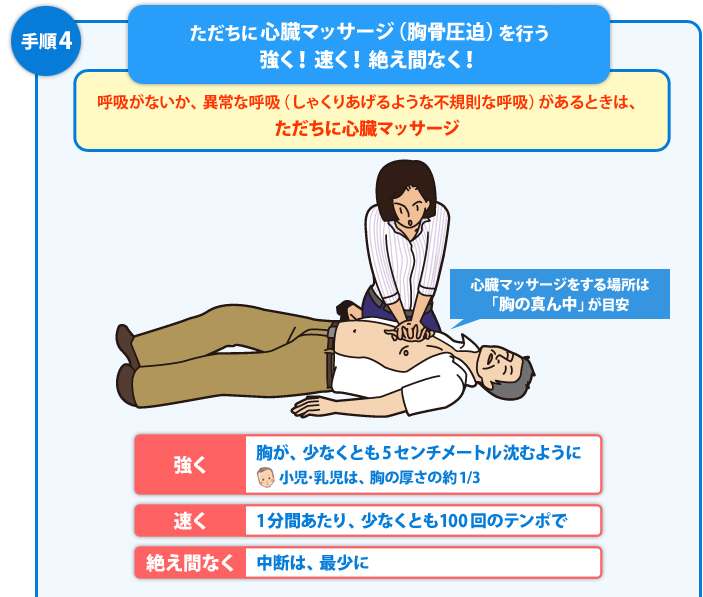 手順4
ただちに 心臓マッサージ（胸骨圧迫）を行う
強く！ 速く！ 絶え間なく！
呼吸がないか、異常な呼吸（しゃくりあげるような不規則な呼吸）があるときは、
ただちに心臓マッサージ
心臓マッサージをする場所は
「胸の真ん中」が目安
強く
胸が、少なくとも5センチメートル沈むように
小児・乳児は、胸の厚さの約1/3
速く
1分間あたり、少なくとも100回のテンポで
絶え間なく
中断は、最少に